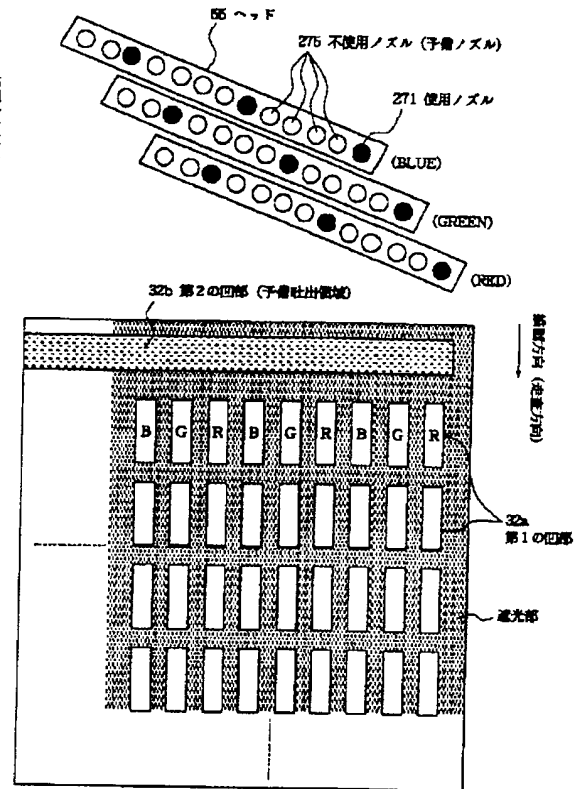 55 ヘッド
275 不使用ノズル (予備ノズル)
271 使用ノズル
(BLUE)
(GREEN)
(RED)
32b 第2の凹部 (予備吐出領域)
描画方向 (走査方向)
B G R B G R B G R
32a
第1の凹部
遮光部